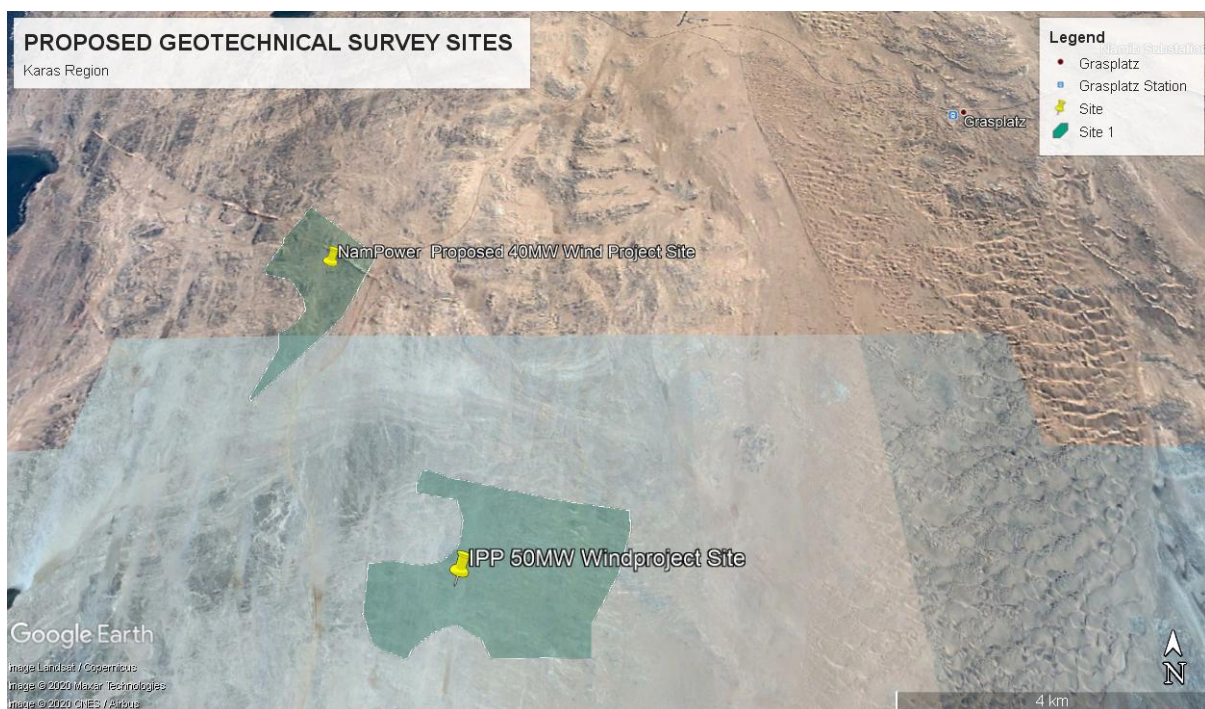 PROPOSED GEOTECHNICAL SURVEY SITES
Karas Region
Legend
Namib Substation
Grasplatz
Grasplatz Station
Site
Site 1
Grasplatz
NamPower Proposed 40MW Wind Project Site
IPP 50MW Windproject Site
Google Earth
Image Landsat / Copernicus
Image © 2020 Maxar Technologies
Image © 2020 CNES / Airbus
N
4 km